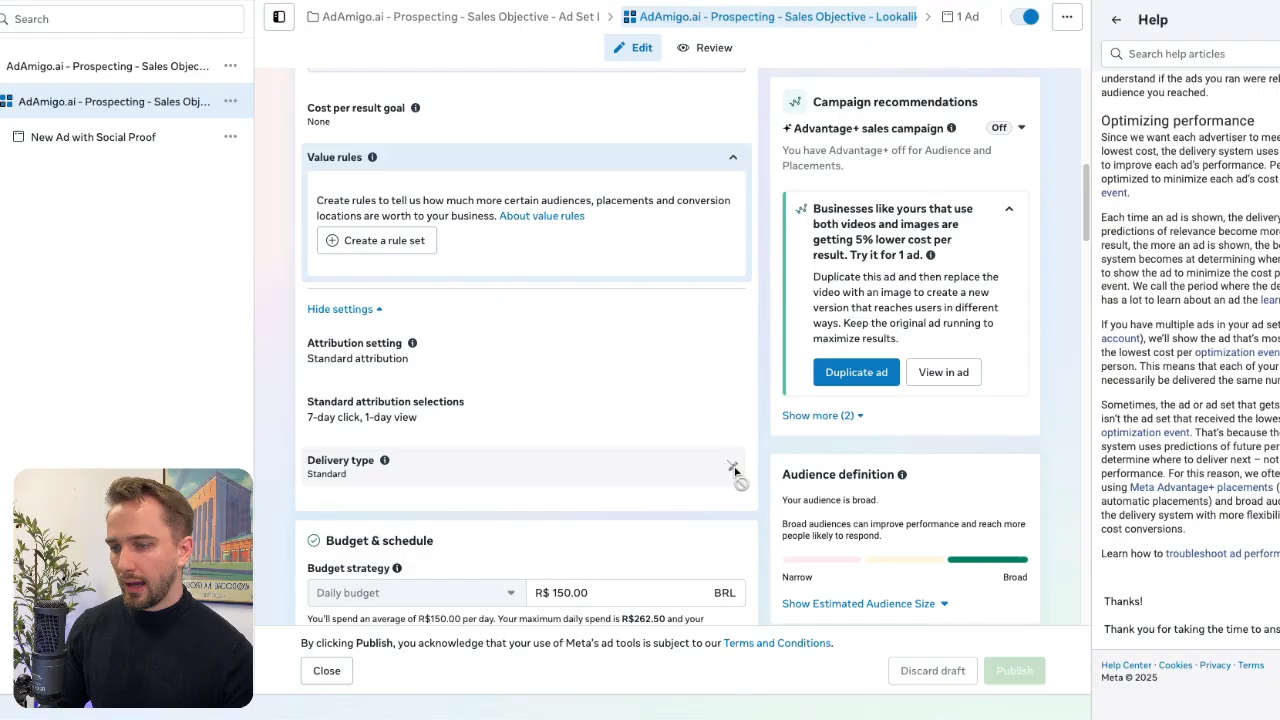 Search
AdAmigo.ai - Prospecting - Sales Objec...
AdAmigo.ai - Prospecting - Sales Obj...
New Ad with Social Proof
AdAmigo.ai - Prospecting - Sales Objective - Ad Set
AdAmigo.ai - Prospecting - Sales Objective - Lookalik
1 Ad
Edit
Review
Cost per result goal
None
Value rules
Create rules to tell us how much more certain audiences, placements and conversion
locations are worth to your business. About value rules
Create a rule set
Hide settings
Attribution setting
Standard attribution
Standard attribution selections
7-day click, 1-day view
Delivery type
Standard
Budget & schedule
Budget strategy
Daily budget
R$ 150.00
BRL
You'll spend an average of R$150.00 per day. Your maximum daily spend is R$262.50 and your
By clicking Publish, you acknowledge that your use of Meta's ad tools is subject to our Terms and Conditions.
Close
Discard draft
Publish
Campaign recommendations
Advantage+ sales campaign
Off
You have Advantage+ off for Audience and
Placements.
Businesses like yours that use
both videos and images are
getting 5% lower cost per
result. Try it for 1 ad.
Duplicate this ad and then replace the
video with an image to create a new
version that reaches users in different
ways. Keep the original ad running to
maximize results.
Duplicate ad
View in ad
Show more (2)
Audience definition
Your audience is broad.
Broad audiences can improve performance and reach more
people likely to respond.
Narrow
Broad
Show Estimated Audience Size
Help
Search help articles
understand if the ads you ran were rel
audience you reached.
Optimizing performance
Since we want each advertiser to mee
lowest cost, the delivery system uses
to improve each ad's performance. Pe
optimized to minimize each ad's cost
event.
Each time an ad is shown, the delivery
predictions of relevance become more
result, the more an ad is shown, the be
system becomes at determining wher
to show the ad to minimize the cost p
event. We call the period where the de
has a lot to learn about an ad the learn
If you have multiple ads in your ad set
account), we'll show the ad that's mos
the lowest cost per optimization even
person. This means that each of your
necessarily be delivered the same nur
Sometimes, the ad or ad set that gets
isn't the ad set that received the lowes
optimization event. That's because th
system uses predictions of future per
determine where to deliver next – not
performance. For this reason, we ofte
using Meta Advantage+ placements (
automatic placements) and broad aud
the delivery system with more flexibili
cost conversions.
Learn how to troubleshoot ad perform
Thanks!
Thank you for taking the time to ans
Help Center · Cookies · Privacy · Terms
Meta © 2025